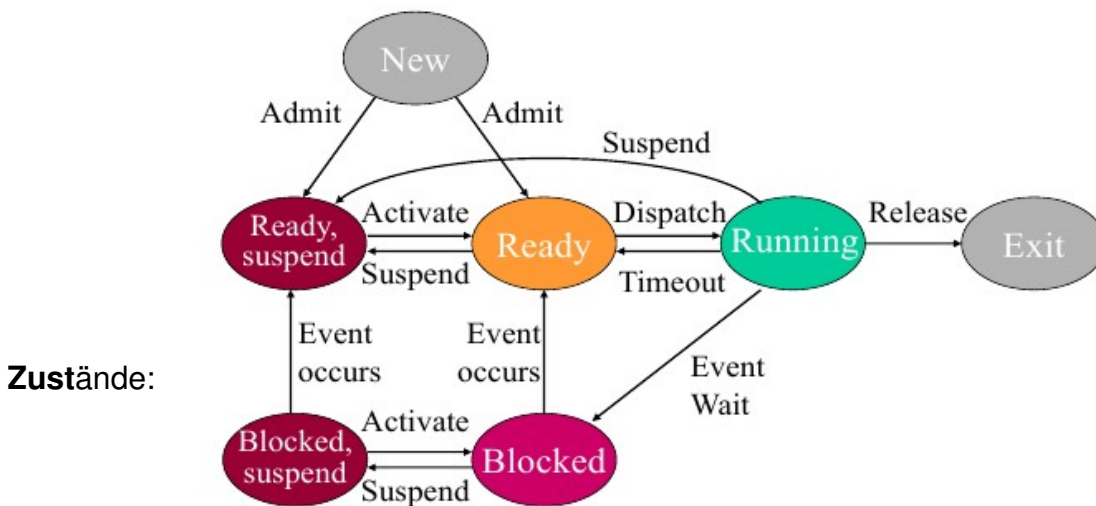 New
Admit
Admit
Suspend
Ready,
suspend
Activate
Suspend
Ready
Dispatch
Timeout
Running
Release
Exit
Event
occurs
Event
occurs
Event
Wait
Zustände:
Blocked,
suspend
Activate
Suspend
Blocked